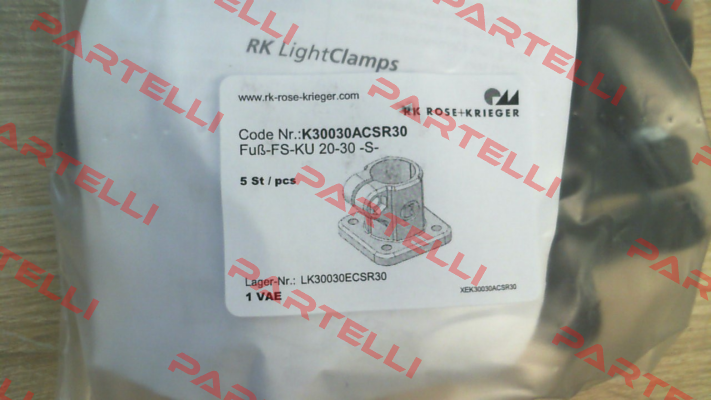 RK LightClamps
www.rk-rose-krieger.com
RK ROSE+KRIEGER
Code Nr.:K30030ACSR30
Fuß-FS-KU 20-30 -S-
5 St / pcs
Lager-Nr.: LK30030ECSR30
1 VAE
XEK30030ACSR30
PARTELLI
PARTELLI
PARTELLI
PARTELLI
PARTELLI
PARTELLI
PARTELLI
PARTELLI
PARTELLI